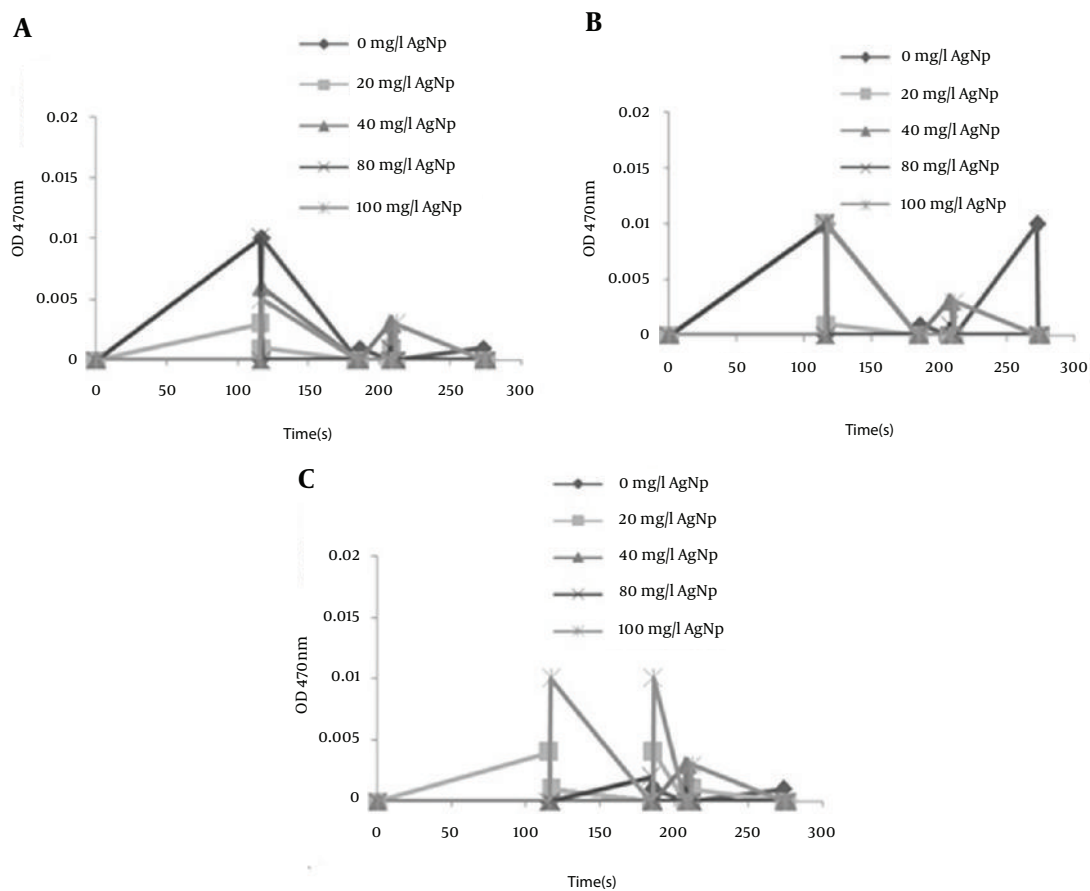 A
0 mg/l AgNp
20 mg/l AgNp
40 mg/l AgNp
80 mg/l AgNp
100 mg/l AgNp
0.02
0.015
0.01
0.005
0
OD 470nm
0 50 100 150 200 250 300
Time(s)
B
0 mg/l AgNp
20 mg/l AgNp
40 mg/l AgNp
80 mg/l AgNp
100 mg/l AgNp
0.02
0.015
0.01
0.005
0
OD 470nm
0 50 100 150 200 250 300
Time(s)
C
0 mg/l AgNp
20 mg/l AgNp
40 mg/l AgNp
80 mg/l AgNp
100 mg/l AgNp
0.02
0.015
0.01
0.005
0
OD 470nm
0 50 100 150 200 250 300
Time(s)